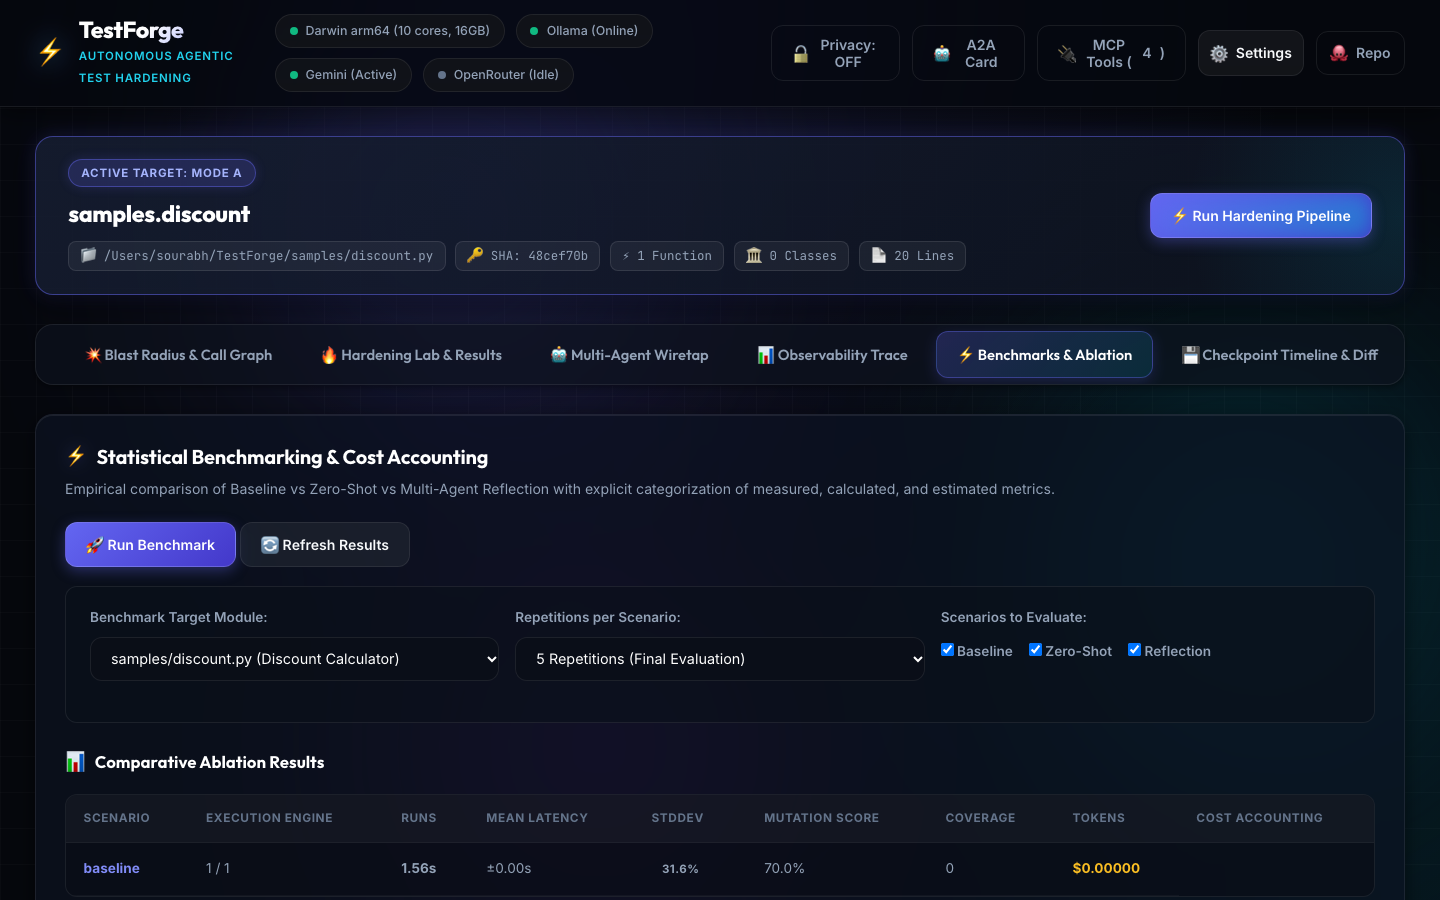 TestForge
AUTONOMOUS AGENTIC
TEST HARDENING
Darwin arm64 (10 cores, 16GB)
Ollama (Online)
Gemini (Active)
OpenRouter (Idle)
Privacy:
OFF
A2A
Card
MCP
Tools ( 4 )
Settings
Repo
ACTIVE TARGET: MODE A
samples.discount
/Users/sourabh/TestForge/samples/discount.py
SHA: 48cef70b
⚡ 1 Function
0 Classes
20 Lines
Run Hardening Pipeline
Blast Radius & Call Graph
Hardening Lab & Results
Multi-Agent Wiretap
Observability Trace
Benchmarks & Ablation
Checkpoint Timeline & Diff
Statistical Benchmarking & Cost Accounting
Empirical comparison of Baseline vs Zero-Shot vs Multi-Agent Reflection with explicit categorization of measured, calculated, and estimated metrics.
Run Benchmark
Refresh Results
Benchmark Target Module:
Repetitions per Scenario:
Scenarios to Evaluate:
samples/discount.py (Discount Calculator)
5 Repetitions (Final Evaluation)
Baseline
Zero-Shot
Reflection
Comparative Ablation Results
SCENARIO EXECUTION ENGINE RUNS MEAN LATENCY STDDEV MUTATION SCORE COVERAGE TOKENS COST ACCOUNTING
baseline 1 / 1 1.56s ±0.00s 31.6% 70.0% 0 $0.00000